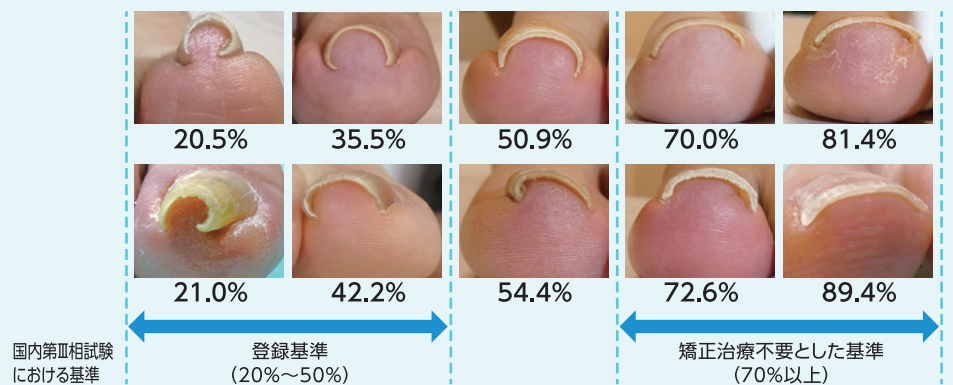 20.5% 35.5% 50.9% 70.0% 81.4%
21.0% 42.2% 54.4% 72.6% 89.4%
国内第Ⅲ相試験
における基準
登録基準
（20%〜50%）
矯正治療不要とした基準
（70%以上）